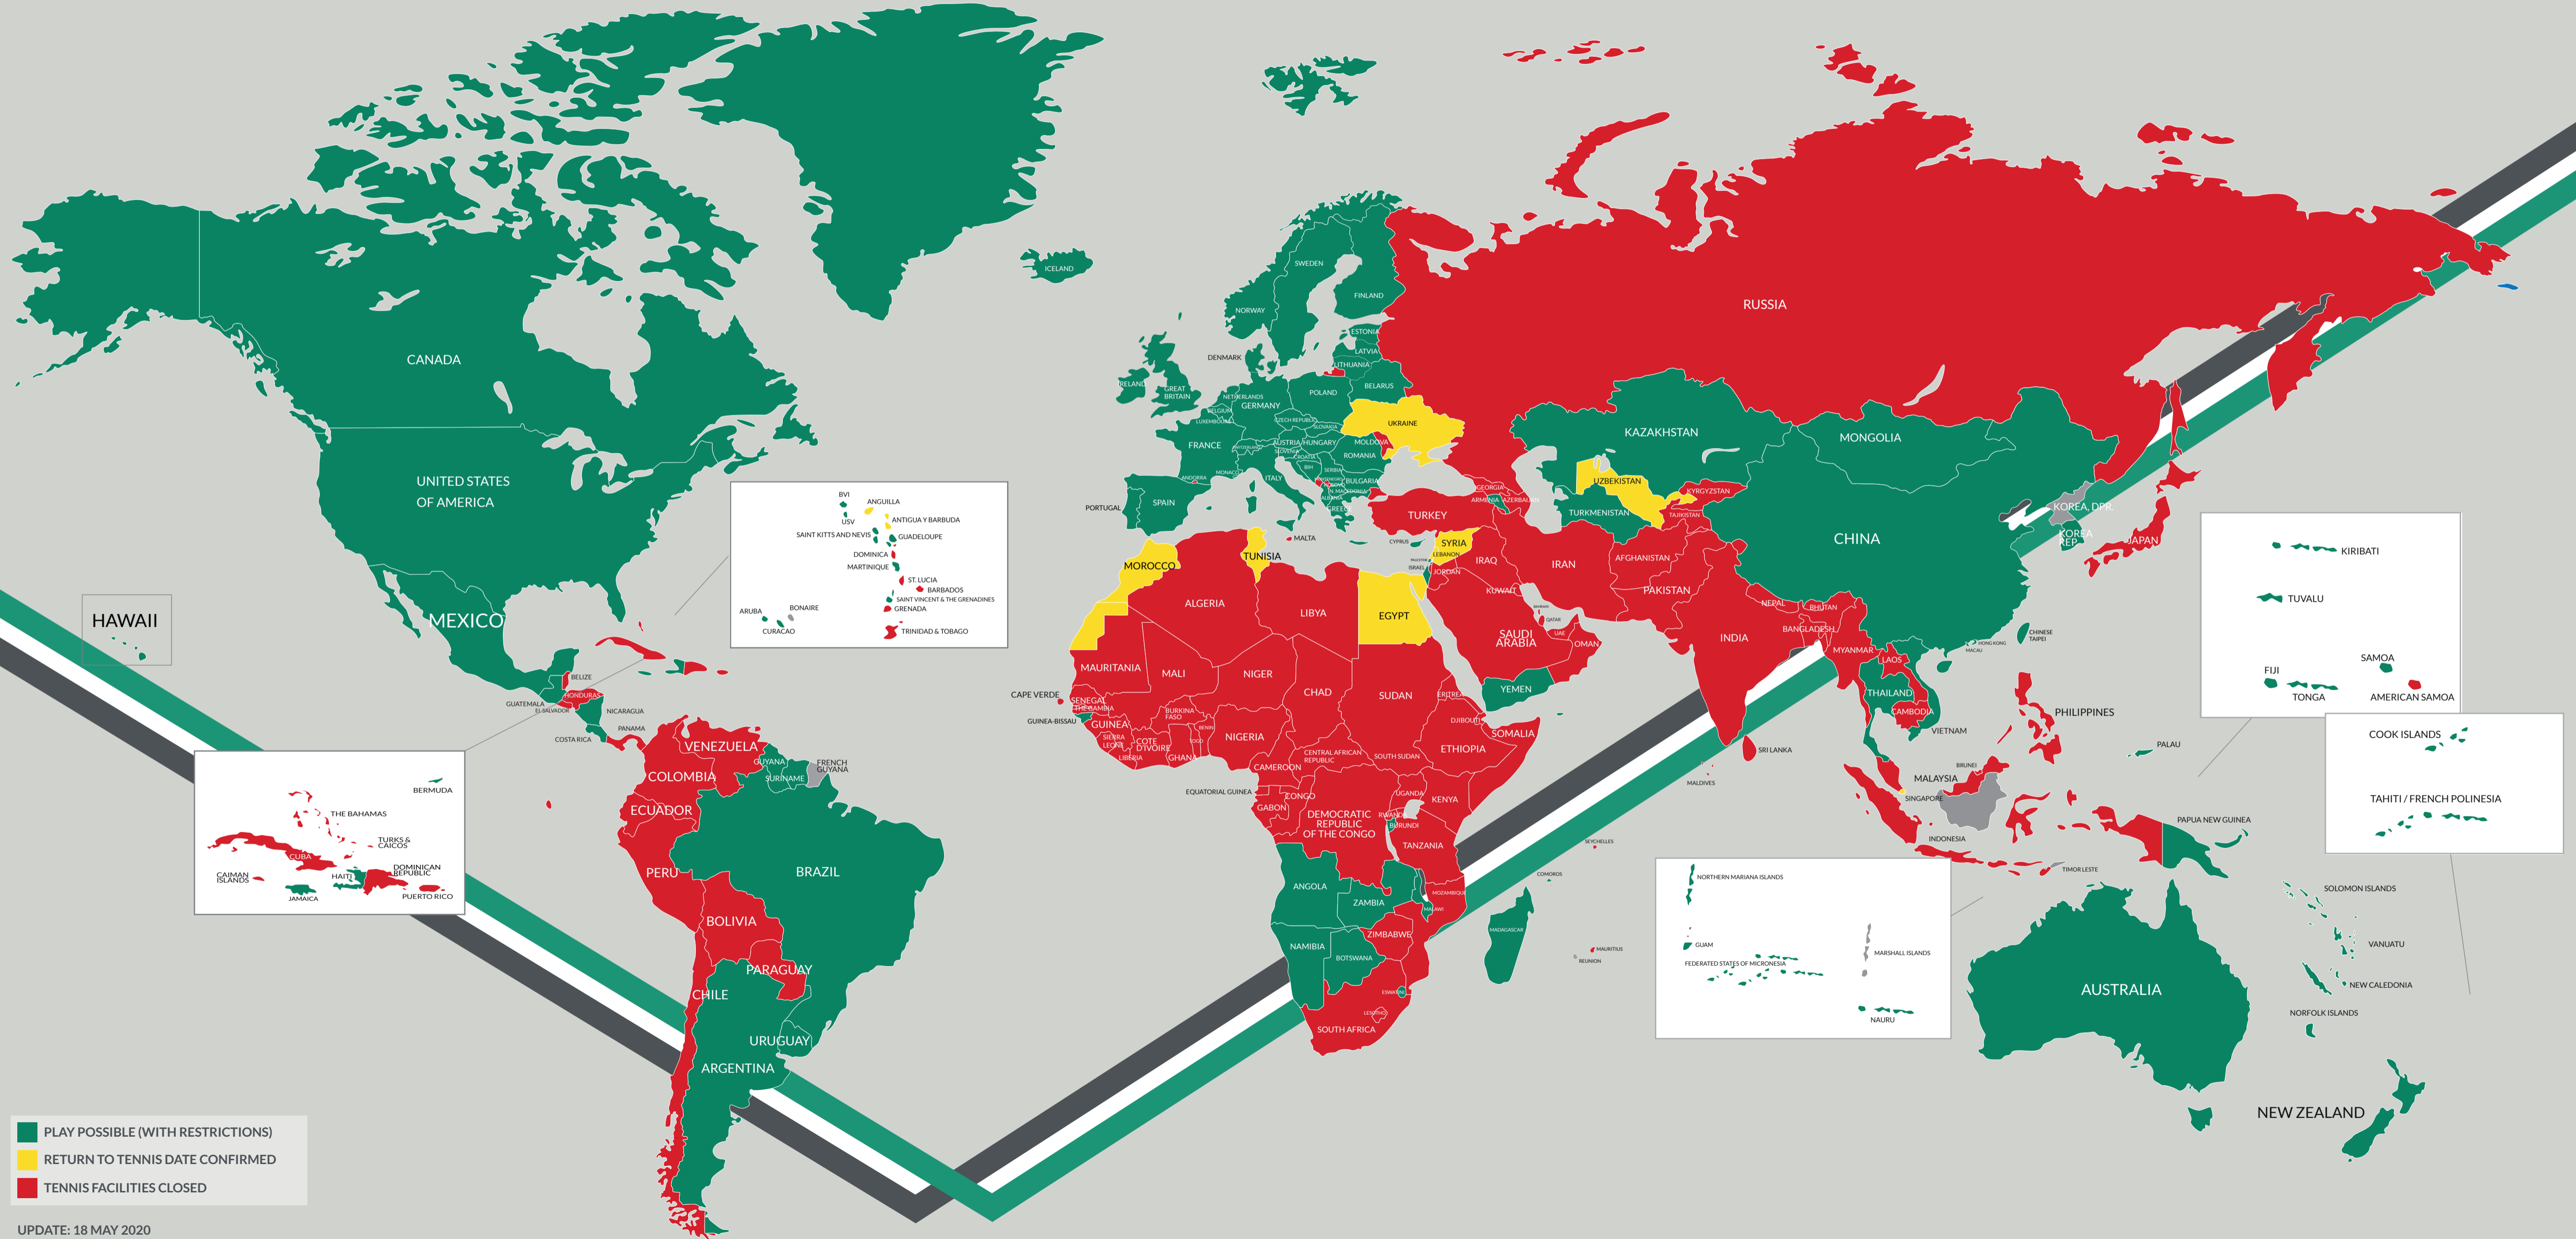 ICELAND
SWEDEN
FINLAND
NORWAY
RUSSIA
ESTONIA
LATVIA
LITHUANIA
DENMARK
CANADA
IRELAND
GREAT
BRITAIN
NETHERLANDS
BELGIUM
LUXEMBOURG
GERMANY
POLAND
BELARUS
CZECH REPUBLIC
SLOVAKIA
UKRAINE
FRANCE
SWITZERLAND
AUSTRIA
HUNGARY
SLOVENIA
CROATIA
MOLDOVA
ROMANIA
BIH
SERBIA
MONACO
ANDORRA
ITALY
BULGARIA
N.MACEDONIA
ALBANIA
GREECE
PORTUGAL
SPAIN
KAZAKHSTAN
MONGOLIA
UZBEKISTAN
KYRGYZSTAN
TURKMENISTAN
TAJIKISTAN
GEORGIA
ARMENIA
AZERBAIJAN
TURKEY
CHINA
KOREA, DPR.
KOREA
REP.
JAPAN
UNITED STATES
OF AMERICA
HAWAII
MEXICO
BVI
USV
ANGUILLA
ANTIGUA Y BARBUDA
SAINT KITTS AND NEVIS
GUADELOUPE
DOMINICA
MARTINIQUE
ST. LUCIA
BARBADOS
SAINT VINCENT & THE GRENADINES
GRENADA
ARUBA
BONAIRE
CURACAO
TRINIDAD & TOBAGO
MALTA
CYPRUS
SYRIA
LEBANON
PALESTINE
ISRAEL
JORDAN
IRAQ
IRAN
KUWAIT
BAHRAIN
QATAR
UAE
SAUDI
ARABIA
OMAN
YEMEN
AFGHANISTAN
PAKISTAN
NEPAL
BHUTAN
BANGLADESH
INDIA
MYANMAR
LAOS
THAILAND
CAMBODIA
VIETNAM
HONG KONG
MACAU
CHINESE
TAIPEI
PHILIPPINES
PALAU
SRI LANKA
MALDIVES
MALAYSIA
BRUNEI
SINGAPORE
INDONESIA
TIMOR LESTE
PAPUA NEW GUINEA
MOROCCO
TUNISIA
ALGERIA
LIBYA
EGYPT
MAURITANIA
MALI
NIGER
CHAD
SUDAN
ERITREA
DJIBOUTI
SOMALIA
ETHIOPIA
CAPE VERDE
SENEGAL
THE GAMBIA
GUINEA-BISSAU
GUINEA
SIERRA
LEONE
LIBERIA
COTE
D'IVOIRE
BURKINA
FASO
GHANA
TOGO
BENIN
NIGERIA
CAMEROON
CENTRAL AFRICAN
REPUBLIC
SOUTH SUDAN
EQUATORIAL GUINEA
GABON
CONGO
DEMOCRATIC
REPUBLIC
OF THE CONGO
UGANDA
KENYA
RWANDA
BURUNDI
TANZANIA
SEYCHELLES
COMOROS
ANGOLA
ZAMBIA
MALAWI
MOZAMBIQUE
ZIMBABWE
NAMIBIA
BOTSWANA
MADAGASCAR
MAURITIUS
REUNION
ESWATINI
LESOTHO
SOUTH AFRICA
BELIZE
HONDURAS
GUATEMALA
EL SALVADOR
NICARAGUA
COSTA RICA
PANAMA
VENEZUELA
COLOMBIA
ECUADOR
GUYANA
SURINAME
FRENCH
GUYANA
PERU
BRAZIL
BOLIVIA
PARAGUAY
CHILE
URUGUAY
ARGENTINA
BERMUDA
THE BAHAMAS
TURKS &
CAICOS
CUBA
CAIMAN
ISLANDS
HAITI
DOMINICAN
REPUBLIC
JAMAICA
PUERTO RICO
KIRIBATI
TUVALU
SAMOA
FIJI
TONGA
AMERICAN SAMOA
COOK ISLANDS
TAHITI / FRENCH POLINESIA
NORTHERN MARIANA ISLANDS
GUAM
FEDERATED STATES OF MICRONESIA
MARSHALL ISLANDS
NAURU
SOLOMON ISLANDS
VANUATU
NEW CALEDONIA
NORFOLK ISLANDS
AUSTRALIA
NEW ZEALAND
PLAY POSSIBLE (WITH RESTRICTIONS)
RETURN TO TENNIS DATE CONFIRMED
TENNIS FACILITIES CLOSED
UPDATE: 18 MAY 2020